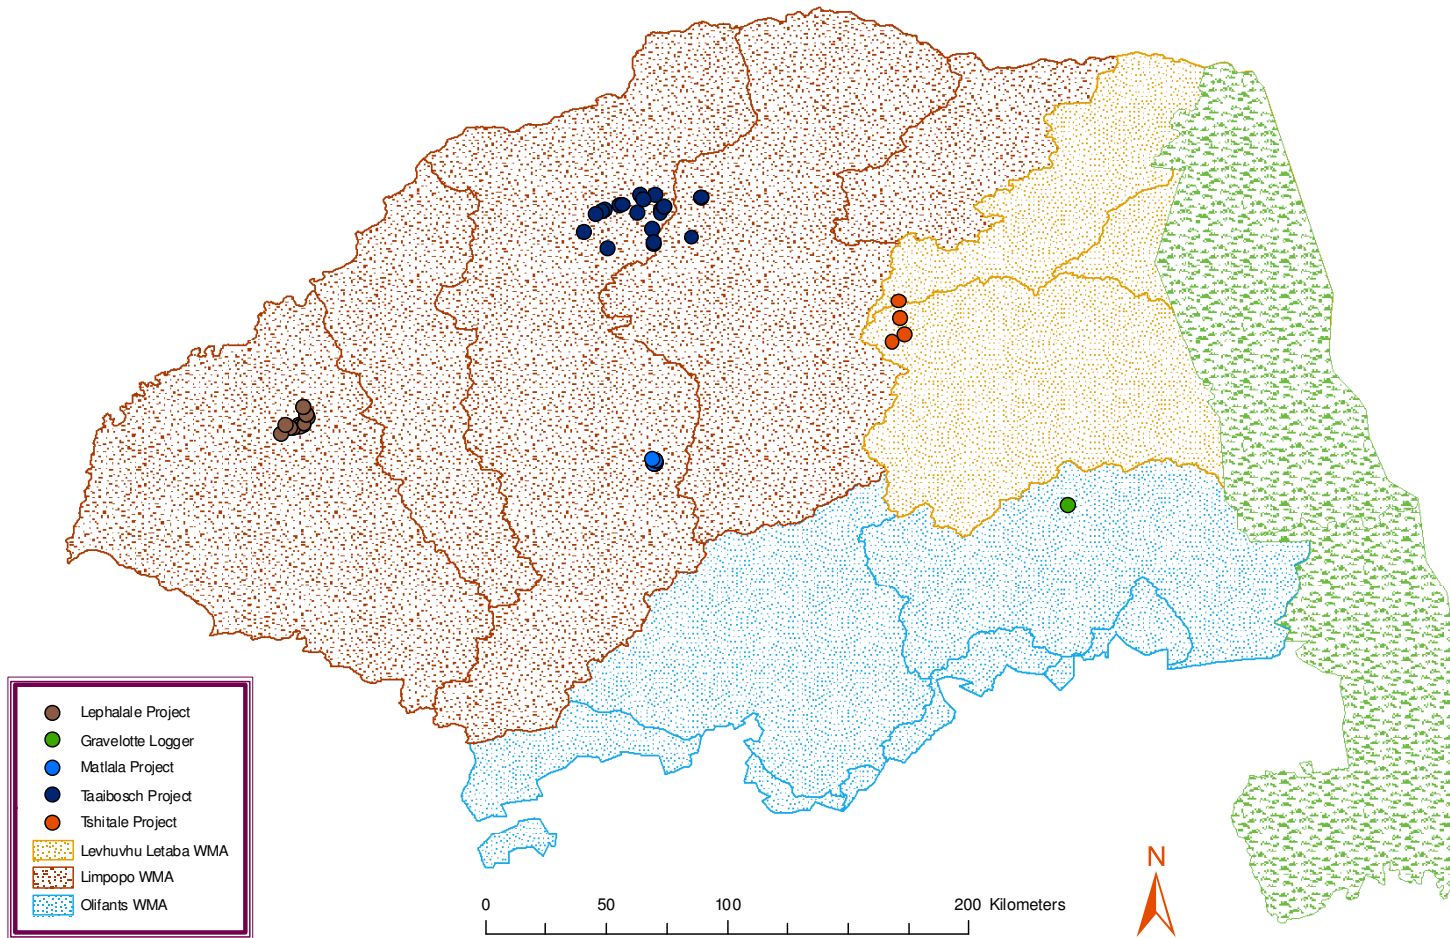 Lephalale Project
Gravelotte Logger
Matlala Project
Taaibosch Project
Tshitale Project
Levhuvhu Letaba WMA
Limpopo WMA
Olifants WMA
0 50 100 200 Kilometers
N